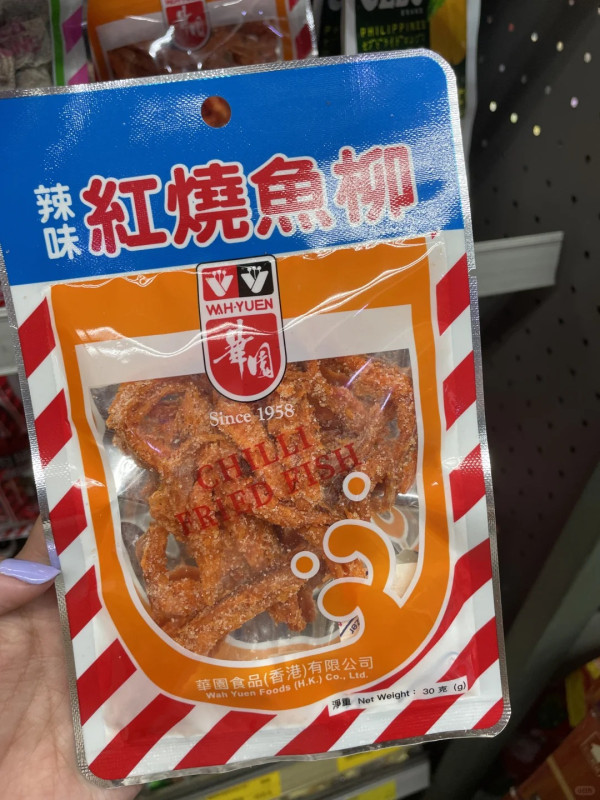 PHILIPPINE
辣味
紅燒魚柳
WAH-YUEN
華園
Since 1958
CHILLI
FRIED FISH
華園食品(香港)有限公司
Wah Yuen Foods (H.K.) Co., Ltd.
淨重 Net Weight: 30 克 (g)